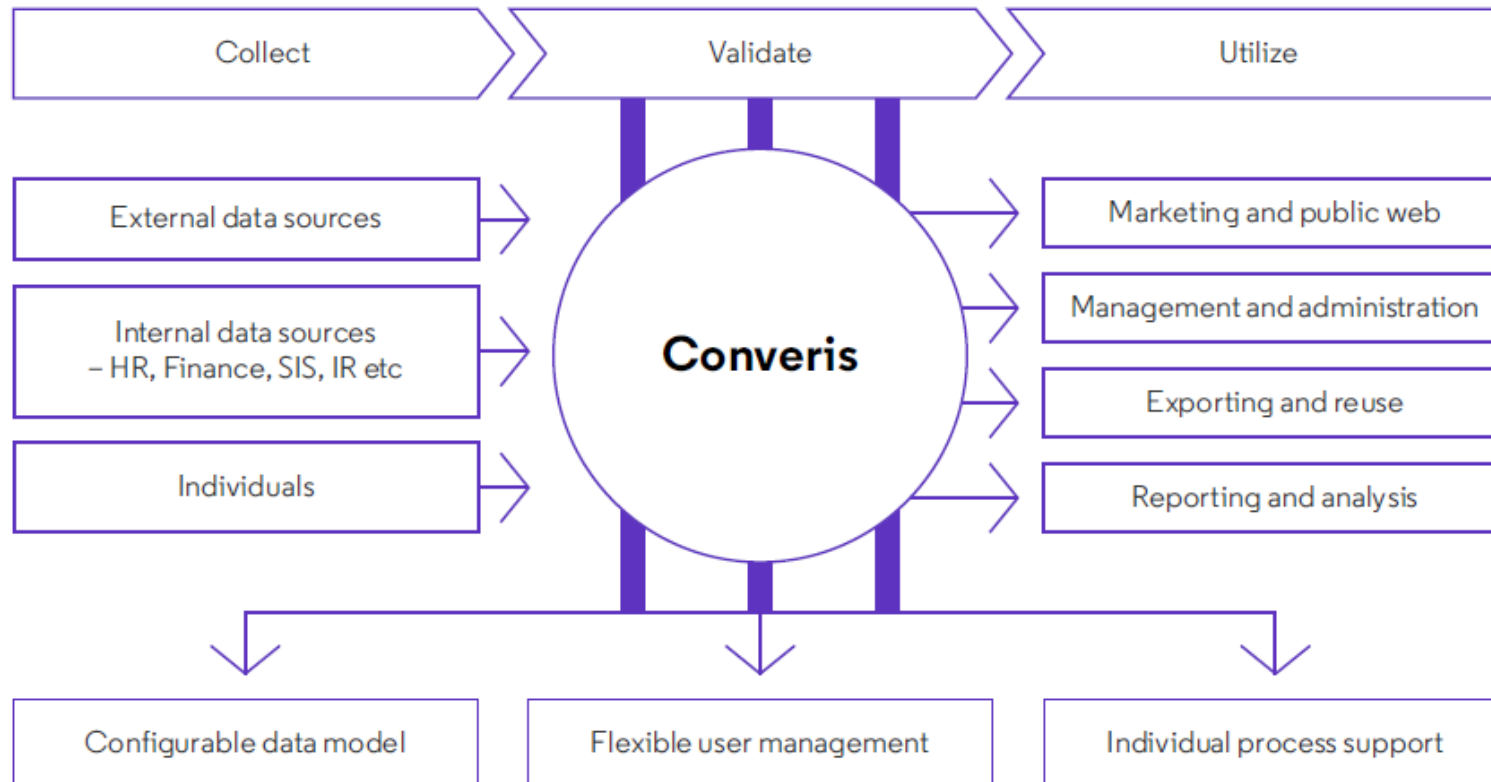 Collect
Validate
Utilize
External data sources
Internal data sources
– HR, Finance, SIS, IR etc
Individuals
Converis
Marketing and public web
Management and administration
Exporting and reuse
Reporting and analysis
Configurable data model
Flexible user management
Individual process support